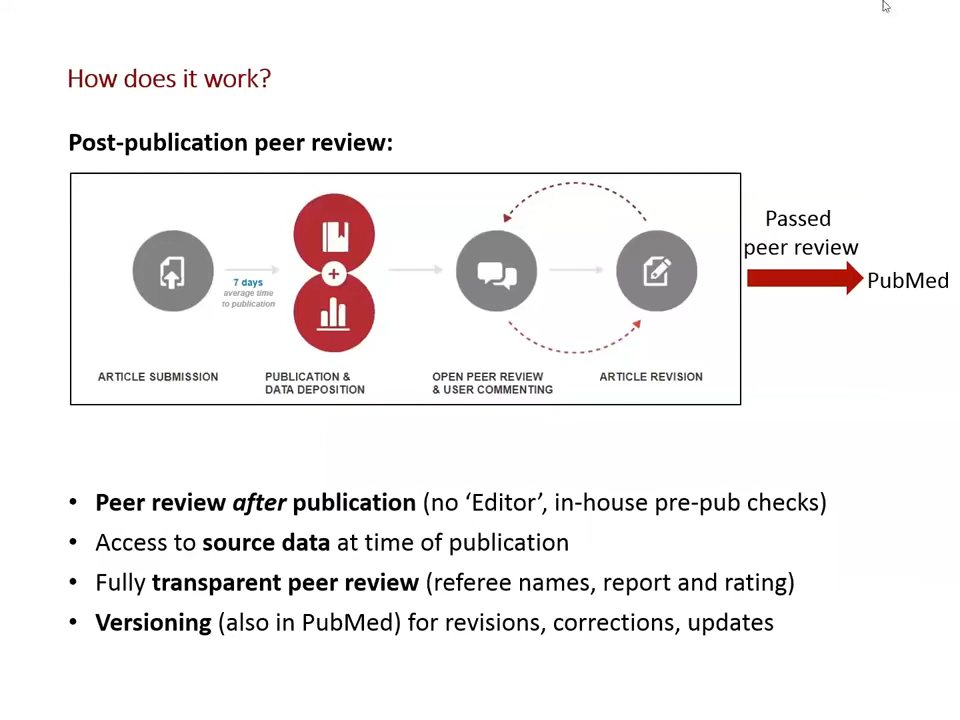 How does it work?
Post-publication peer review:
7 days
average time
to publication
ARTICLE SUBMISSION
PUBLICATION &
DATA DEPOSITION
OPEN PEER REVIEW
& USER COMMENTING
ARTICLE REVISION
Passed
peer review
PubMed
• Peer review after publication (no ‘Editor’, in-house pre-pub checks)
• Access to source data at time of publication
• Fully transparent peer review (referee names, report and rating)
• Versioning (also in PubMed) for revisions, corrections, updates